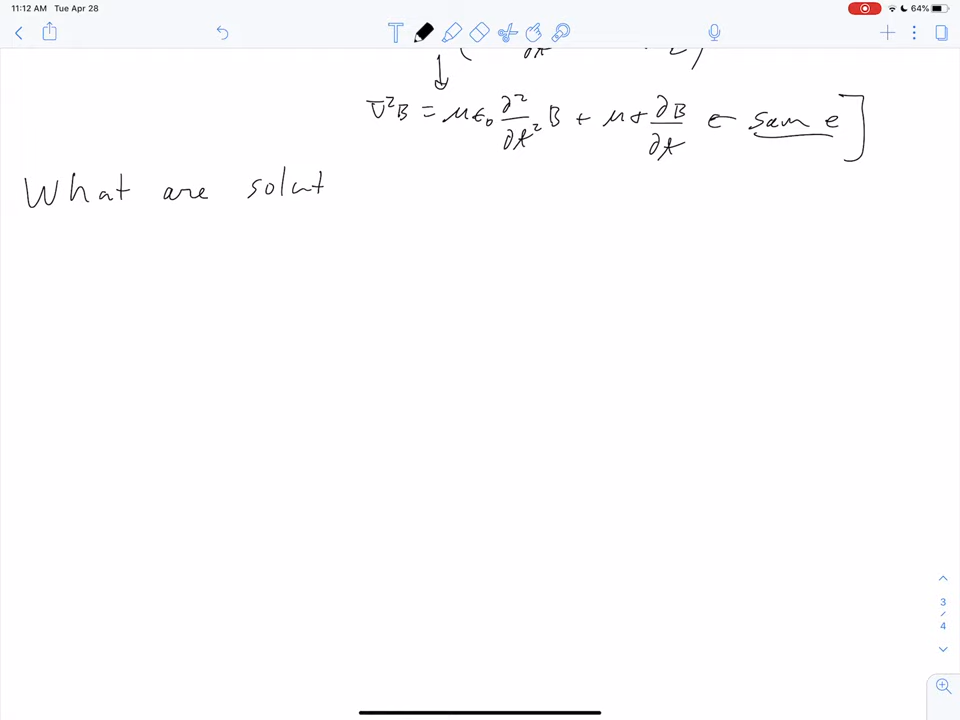 11:12 AM Tue Apr 28
64%
T
∇²B = με₀ ∂²/∂t² B + μσ ∂B/∂t ← same ]
What are solut
3
/
4